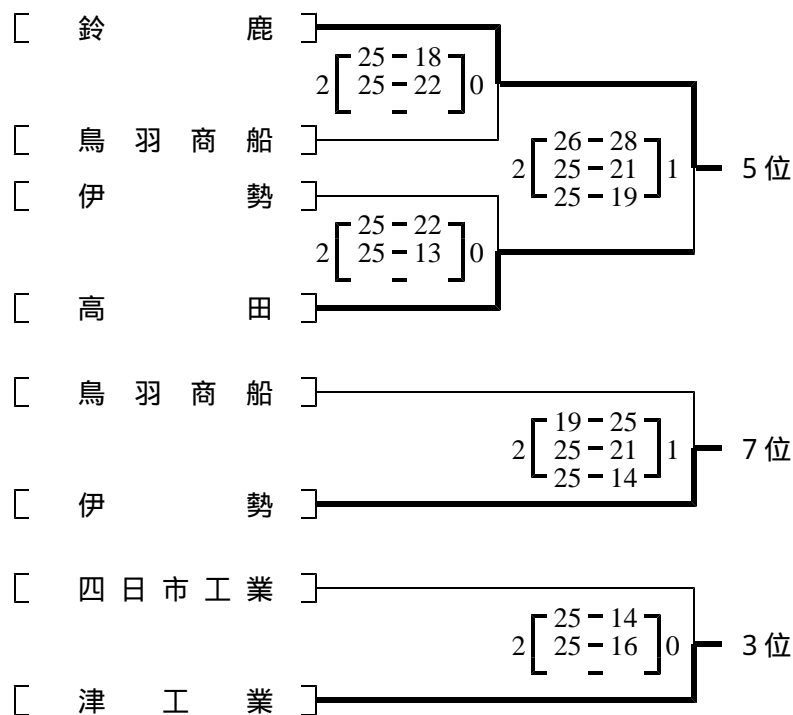 [ 鈴鹿 ]
25 - 18
2 [ 25 - 22 ] 0
-
[ 鳥羽商船 ]
26 - 28
2 [ 25 - 21 ] 1 5位
25 - 19
[ 伊勢 ]
25 - 22
2 [ 25 - 13 ] 0
-
[ 高田 ]
[ 鳥羽商船 ]
19 - 25
2 [ 25 - 21 ] 1 7位
25 - 14
[ 伊勢 ]
[ 四日市工業 ]
25 - 14
2 [ 25 - 16 ] 0 3位
-
[ 津工業 ]